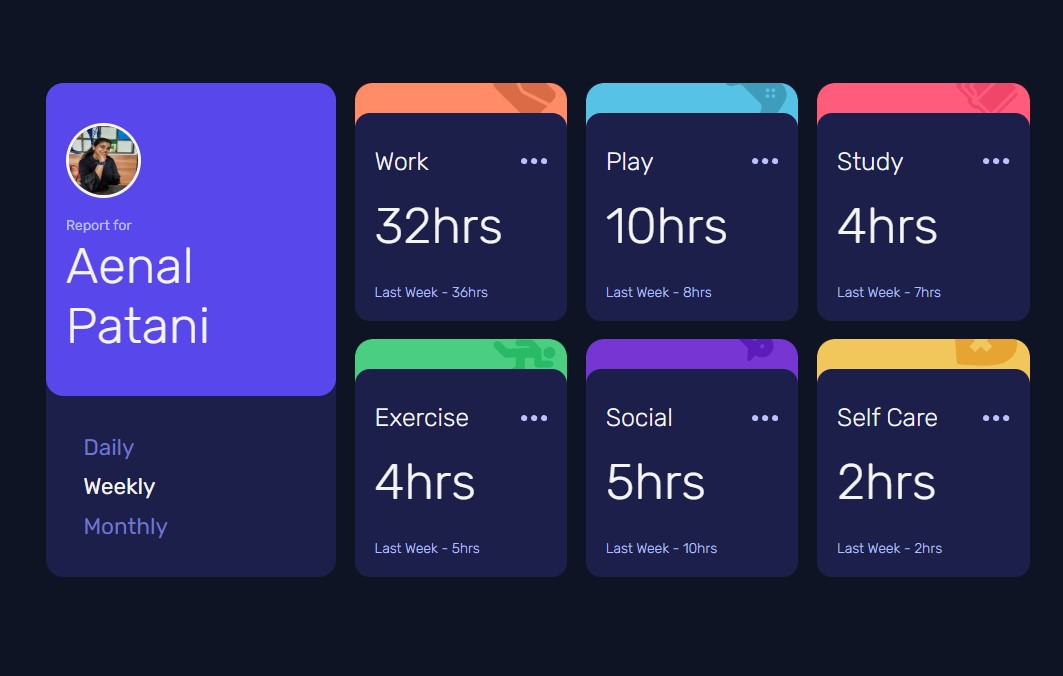 Report for
Aenal
Patani
Daily
Weekly
Monthly
Work
32hrs
Last Week - 36hrs
Play
10hrs
Last Week - 8hrs
Study
4hrs
Last Week - 7hrs
Exercise
4hrs
Last Week - 5hrs
Social
5hrs
Last Week - 10hrs
Self Care
2hrs
Last Week - 2hrs